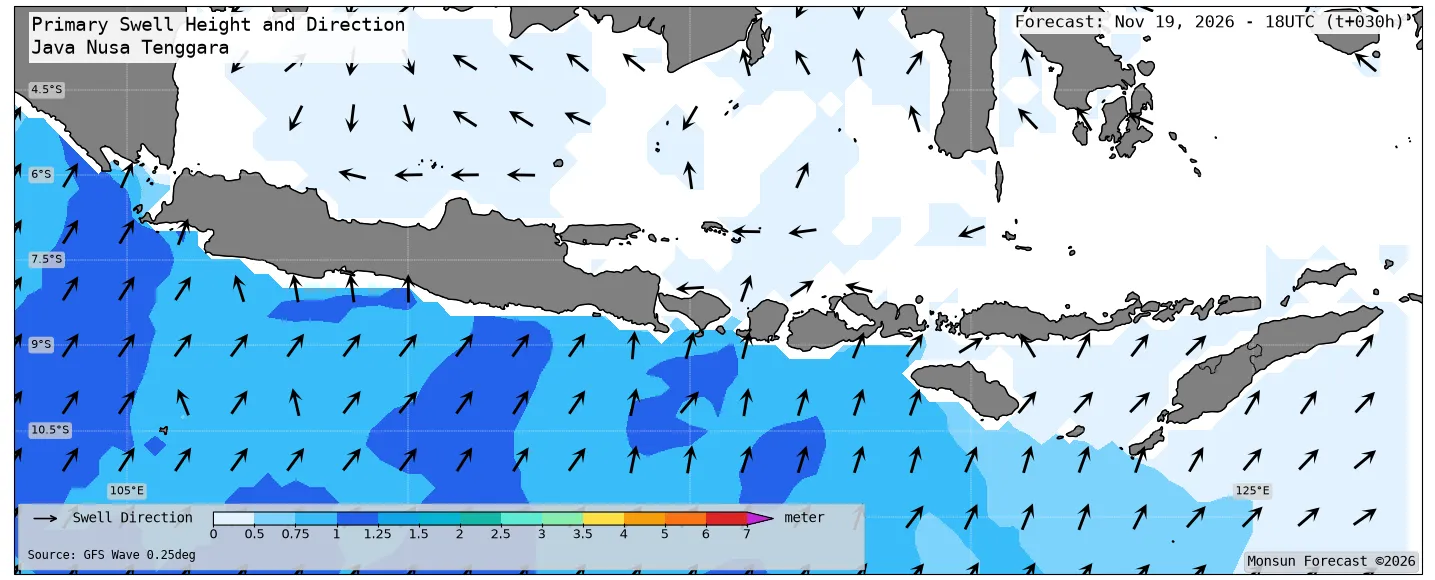 Primary Swell Height and Direction
Java Nusa Tenggara
Forecast: Nov 19, 2026 - 18UTC (t+030h)
4.5°S
6°S
7.5°S
9°S
10.5°S
105°E
125°E
Swell Direction
0 0.5 0.75 1 1.25 1.5 2 2.5 3 3.5 4 5 6 7
meter
Source: GFS Wave 0.25deg
Monsun Forecast ©2026